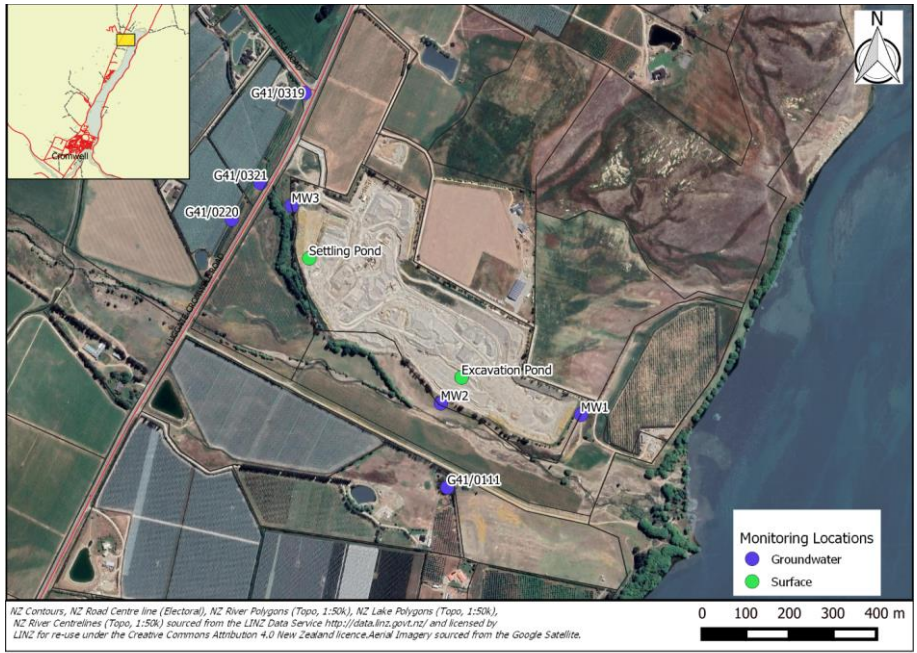 N
Cromwell
G41/0319
G41/0321
MW3
G41/0220
Settling Pond
Excavation Pond
MW2
MW1
G41/0111
Monitoring Locations
Groundwater
Surface
NZ Contours, NZ Road Centre line (Electoral), NZ River Polygons (Topo, 1:50k), NZ Lake Polygons (Topo, 1:50k),
NZ River Centrelines (Topo, 1:50k) sourced from the LINZ Data Service http://data.linz.govt.nz/ and licensed by
LINZ for re-use under the Creative Commons Attribution 4.0 New Zealand licence.Aerial Imagery sourced from the Google Satellite.
0 100 200 300 400 m